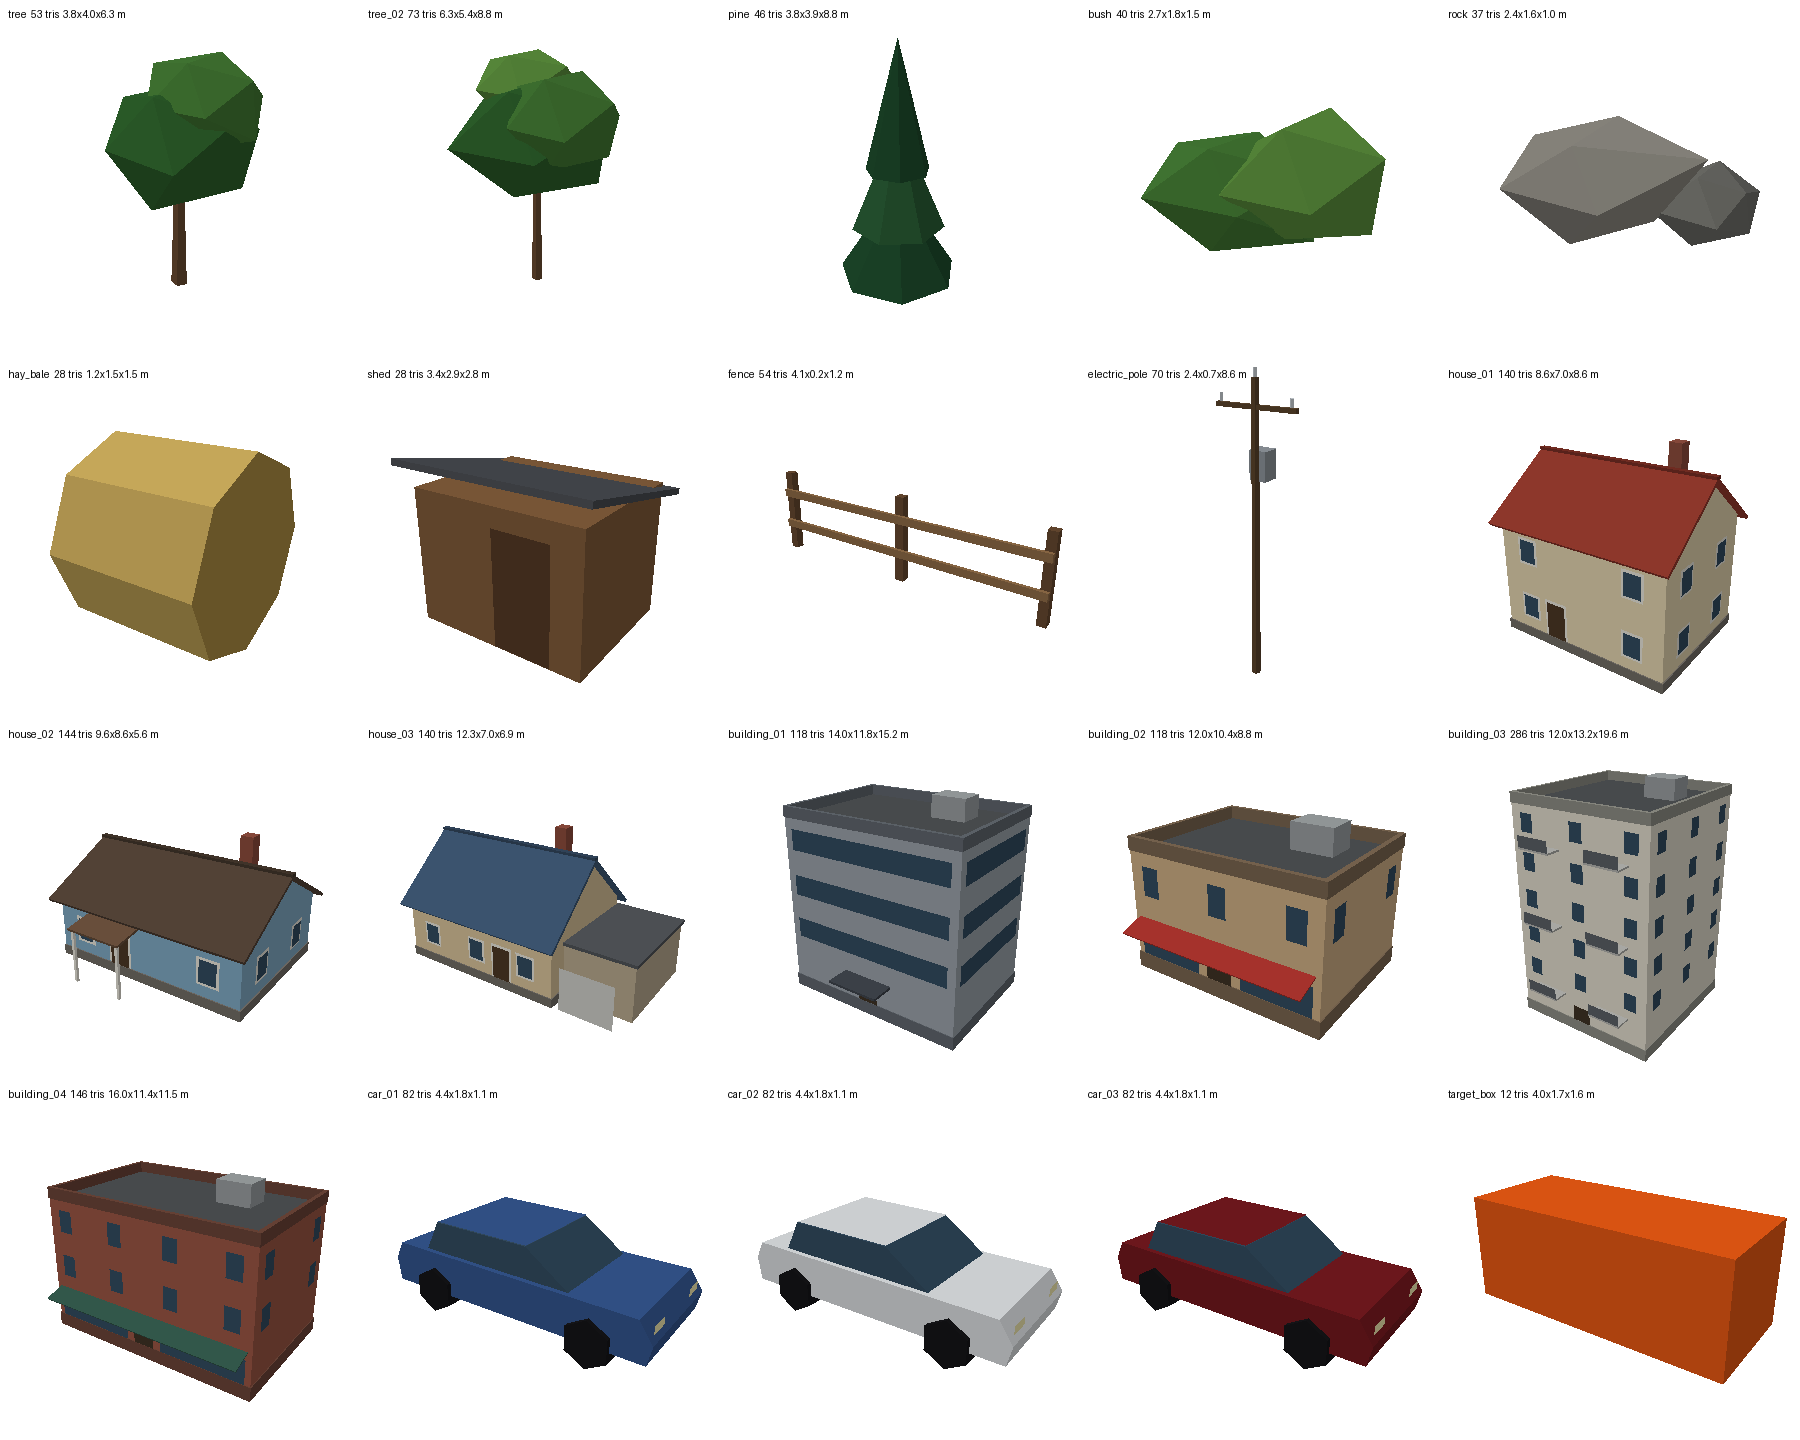 tree 53 tris 3.8x4.0x6.3 m
tree_02 73 tris 6.3x5.4x8.8 m
pine 46 tris 3.8x3.9x8.8 m
bush 40 tris 2.7x1.8x1.5 m
rock 37 tris 2.4x1.6x1.0 m
hay_bale 28 tris 1.2x1.5x1.5 m
shed 28 tris 3.4x2.9x2.8 m
fence 54 tris 4.1x0.2x1.2 m
electric_pole 70 tris 2.4x0.7x8.6 m
house_01 140 tris 8.6x7.0x8.6 m
house_02 144 tris 9.6x8.6x5.6 m
house_03 140 tris 12.3x7.0x6.9 m
building_01 118 tris 14.0x11.8x15.2 m
building_02 118 tris 12.0x10.4x8.8 m
building_03 286 tris 12.0x13.2x19.6 m
building_04 146 tris 16.0x11.4x11.5 m
car_01 82 tris 4.4x1.8x1.1 m
car_02 82 tris 4.4x1.8x1.1 m
car_03 82 tris 4.4x1.8x1.1 m
target_box 12 tris 4.0x1.7x1.6 m